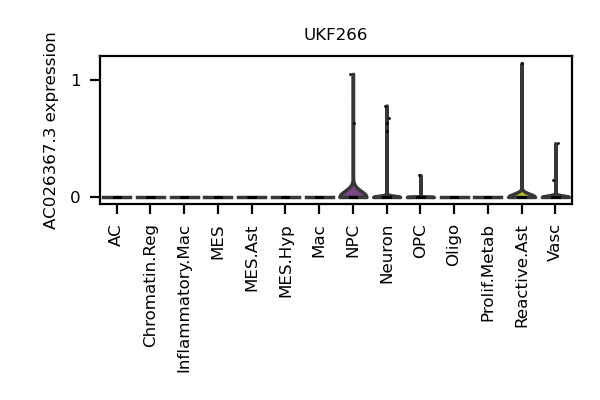 UKF266
AC026367.3 expression
1
0
AC
Chromatin.Reg
Inflammatory.Mac
MES
MES.Ast
MES.Hyp
Mac
NPC
Neuron
OPC
Oligo
Prolif.Metab
Reactive.Ast
Vasc